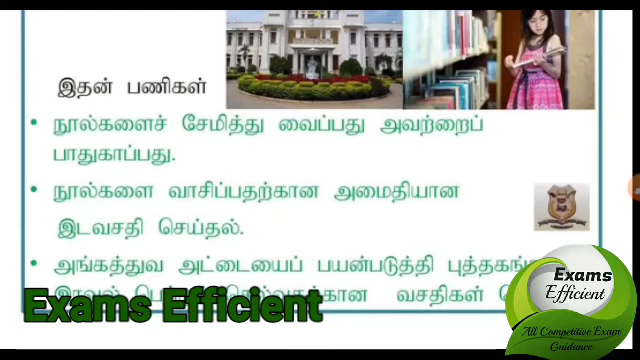 இதன் பணிகள்
• நூல்களைச் சேமித்து வைப்பது அவற்றைப்
பாதுகாப்பது.
• நூல்களை வாசிப்பதற்கான அமைதியான
இடவசதி செய்தல்.
• அங்கத்துவ அட்டையைப் பயன்படுத்தி
வசதிகள்
Exams Efficient
Exams
Efficient
All Competitive Exam
Guidance